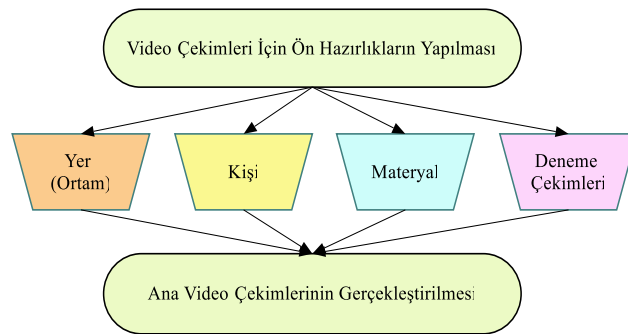 Video Çekimleri İçin Ön Hazırlıkların Yapılması
Yer
(Ortam)
Kişi
Materyal
Deneme
Çekimleri
Ana Video Çekimlerinin Gerçekleştirilmesi